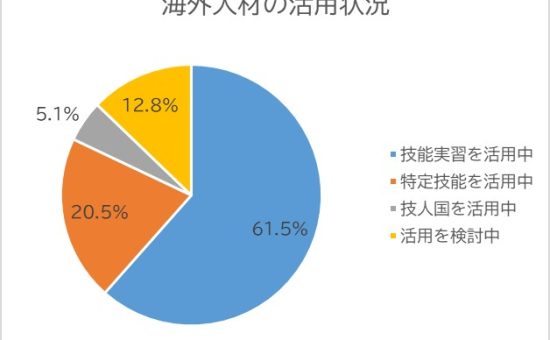 海外人材の活用状況
12.8%
5.1%
20.5%
61.5%
技能実習を活用中
特定技能を活用中
技人国を活用中
活用を検討中